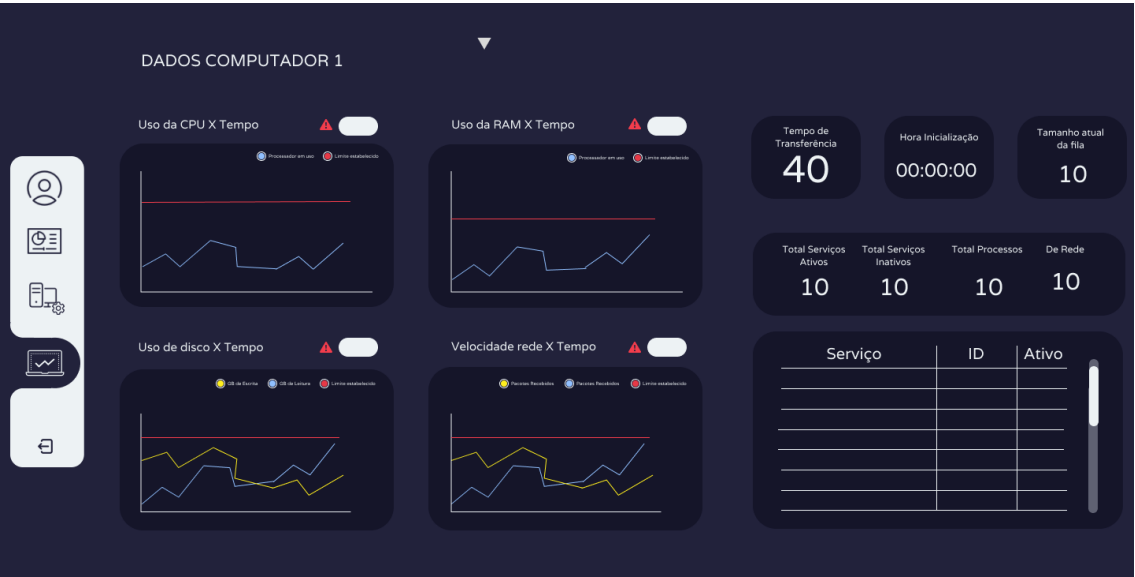 DADOS COMPUTADOR 1
Uso da CPU X Tempo
Processador em uso
Limite estabelecido
Uso da RAM X Tempo
Processador em uso
Limite estabelecido
Uso de disco X Tempo
GB de Escrita
GB de Leitura
Limite estabelecido
Velocidade rede X Tempo
Pacotes Recebidos
Pacotes Recebidos
Limite estabelecido
Tempo de
Transferência
40
Hora Inicialização
00:00:00
Tamanho atual
da fila
10
Total Serviços
Ativos
10
Total Serviços
Inativos
10
Total Processos
10
De Rede
10
Serviço
ID
Ativo